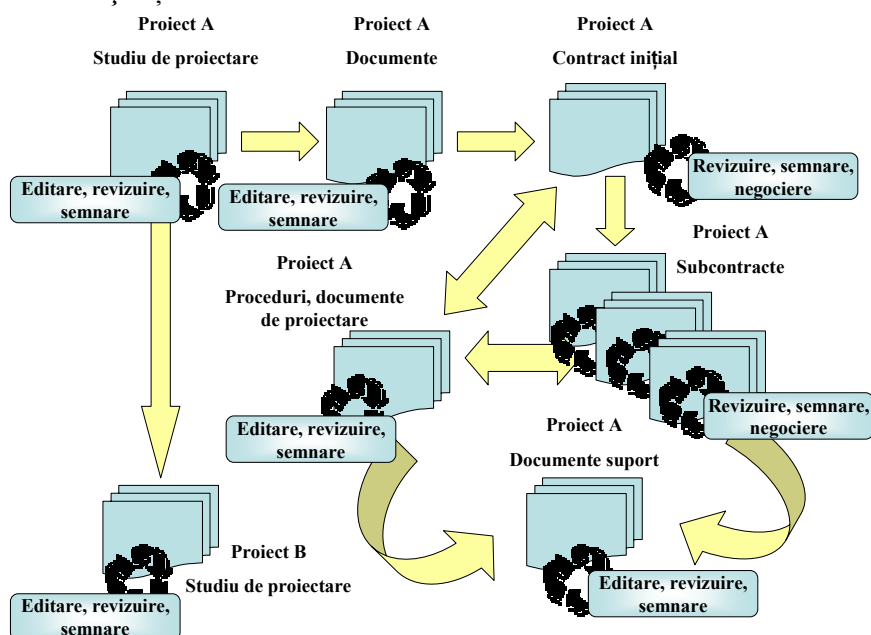 Proiect A
Studiu de proiectare
Proiect A
Documente
Proiect A
Contract inițial
Editare, revizuire,
semnare
Editare, revizuire,
semnare
Revizuire, semnare,
negociere
Proiect A
Proceduri, documente
de proiectare
Proiect A
Subcontracte
Editare, revizuire,
semnare
Revizuire, semnare,
negociere
Proiect A
Documente suport
Proiect B
Studiu de proiectare
Editare, revizuire,
semnare
Editare, revizuire,
semnare